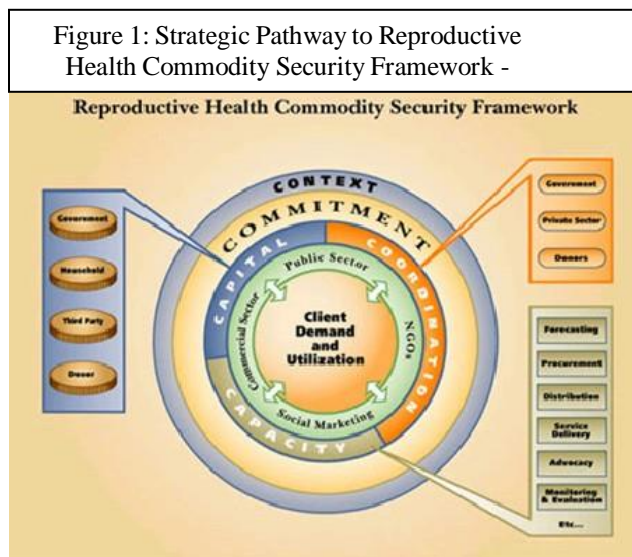 Figure 1: Strategic Pathway to Reproductive
Health Commodity Security Framework -
Reproductive Health Commodity Security Framework
CONTEXT
COMMITMENT
CAPITAL
COORDINATION
CAPACITY
Public Sector
NGOs
Social Marketing
Commercial Sector
Client
Demand
and
Utilization
Government
Household
Third Party
Donor
Government
Private Sector
Donors
Forecasting
Procurement
Distribution
Service
Delivery
Advocacy
Monitoring
& Evaluation
Etc...